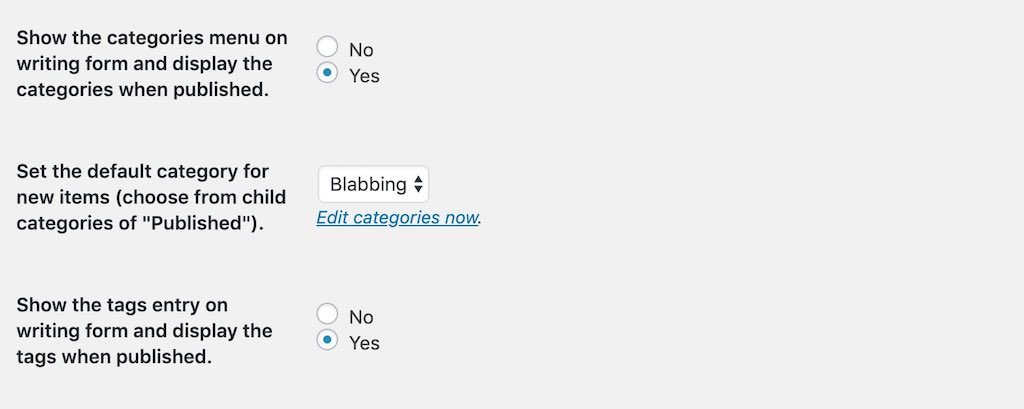 Show the categories menu on
writing form and display the
categories when published.
No
Yes
Set the default category for
new items (choose from child
categories of "Published").
Blabbing
Edit categories now.
Show the tags entry on
writing form and display the
tags when published.
No
Yes